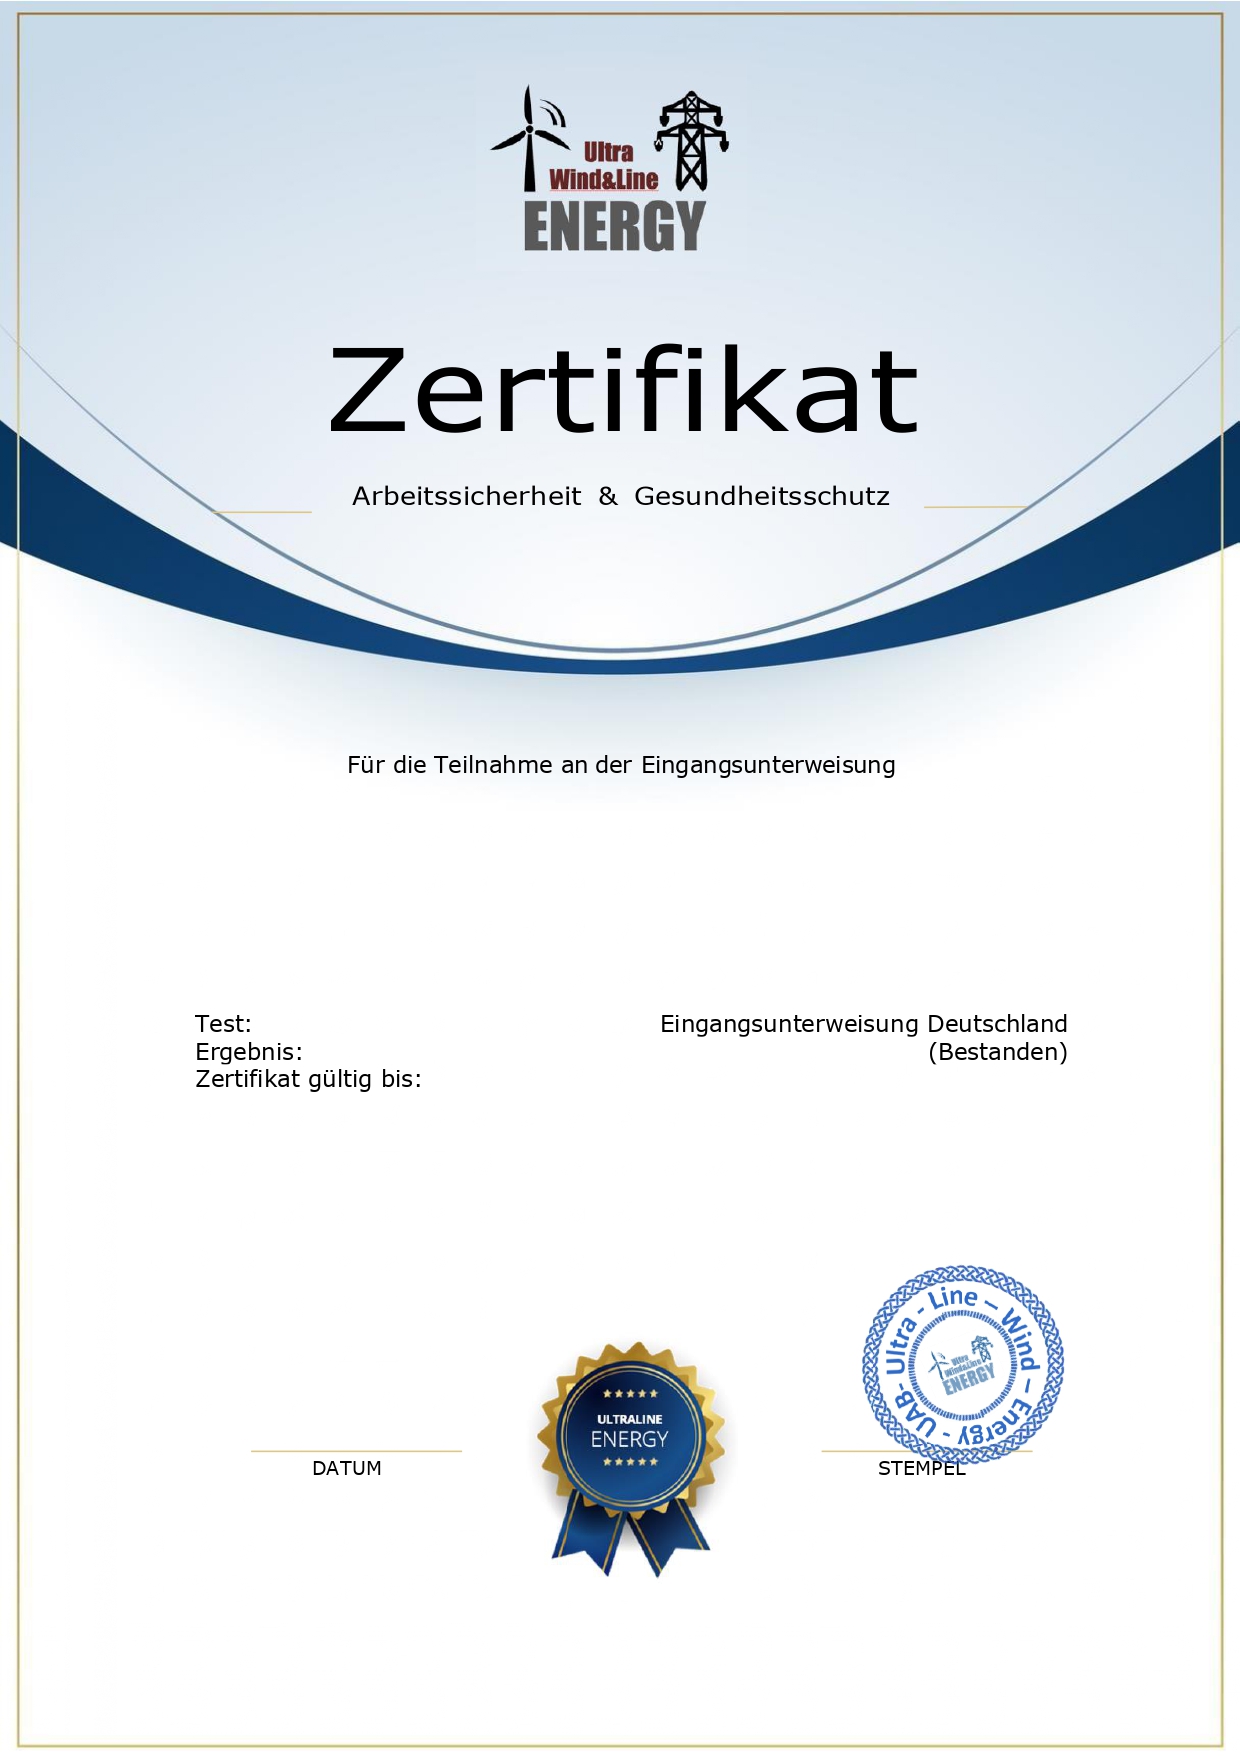 Ultra
Wind&Line
ENERGY
Zertifikat
Arbeitssicherheit & Gesundheitsschutz
Für die Teilnahme an der Eingangsunterweisung
Test: Eingangsunterweisung Deutschland
Ergebnis: (Bestanden)
Zertifikat gültig bis:
UAB- Ultra - Line – Wind – Energy -
Ultra
Wind&Line
ENERGY
ULTRALINE
ENERGY
DATUM
STEMPEL